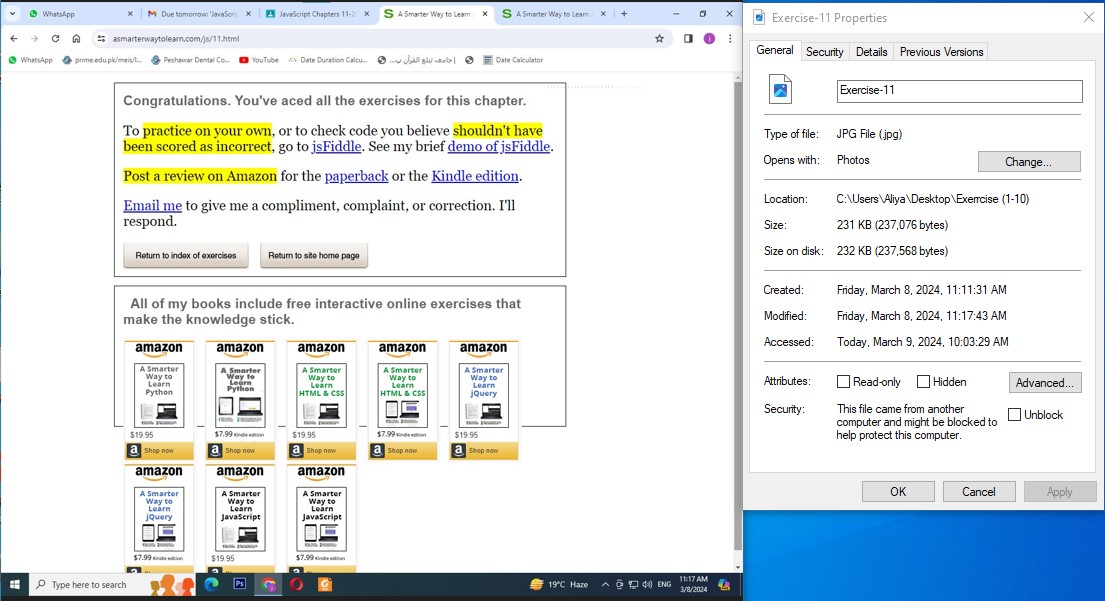 WhatsApp
Due tomorrow: 'JavaScri
JavaScript Chapters 11-2
A Smarter Way to Learn
A Smarter Way to Learn
asmarterwaytolearn.com/js/11.html
WhatsApp
prime.edu.pk/meis/l...
Peshawar Dental Co...
YouTube
Date Duration Calcu...
جامعہ تبلیغ القرآن پ...
Date Calculator
Congratulations. You've aced all the exercises for this chapter.
To practice on your own, or to check code you believe shouldn't have
been scored as incorrect, go to jsFiddle. See my brief demo of jsFiddle.
Post a review on Amazon for the paperback or the Kindle edition.
Email me to give me a compliment, complaint, or correction. I'll
respond.
Return to index of exercises
Return to site home page
All of my books include free interactive online exercises that
make the knowledge stick.
amazon amazon amazon amazon amazon
A Smarter Way to Learn Python
A Smarter Way to Learn Python
A Smarter Way to Learn HTML & CSS
A Smarter Way to Learn HTML & CSS
A Smarter Way to Learn jQuery
$19.95 $7.99 Kindle edition $19.95 $7.99 Kindle edition $19.95
Shop now Shop now Shop now Shop now Shop now
amazon amazon amazon
A Smarter Way to Learn jQuery
A Smarter Way to Learn JavaScript
A Smarter Way to Learn JavaScript
$7.99 Kindle edition $19.95 $7.99 Kindle edition
Type here to search
19°C Haze
ENG
11:17 AM
3/8/2024
Exercise-11 Properties
General Security Details Previous Versions
Exercise-11
Type of file: JPG File (.jpg)
Opens with: Photos
Change...
Location: C:\Users\Aliya\Desktop\Exerrcise (1-10)
Size: 231 KB (237,076 bytes)
Size on disk: 232 KB (237,568 bytes)
Created: Friday, March 8, 2024, 11:11:31 AM
Modified: Friday, March 8, 2024, 11:17:43 AM
Accessed: Today, March 9, 2024, 10:03:29 AM
Attributes: Read-only Hidden Advanced...
Security: This file came from another
computer and might be blocked to
help protect this computer.
Unblock
OK Cancel Apply